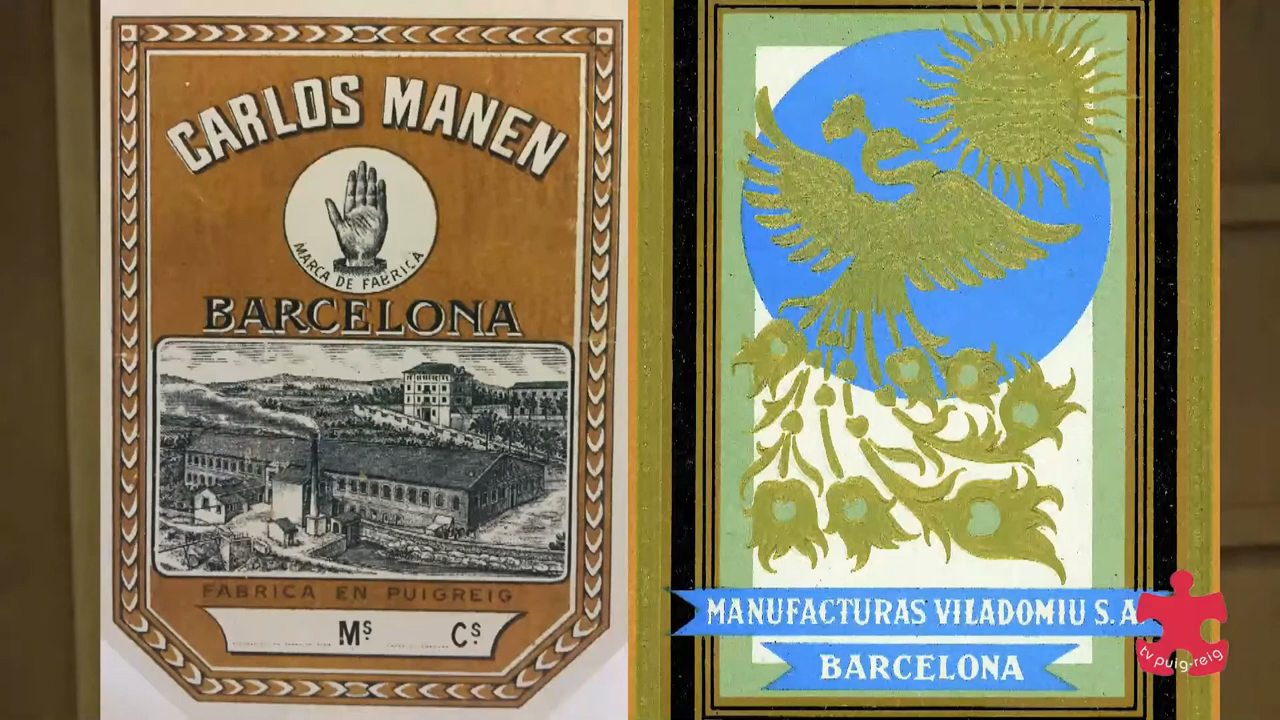 CARLOS MANEN
MARCA DE FABRICA
BARCELONA
FABRICA EN PUIGREIG
Ms Cs
MANUFACTURAS VILADOMIU S.A.
BARCELONA
tv puig-reig